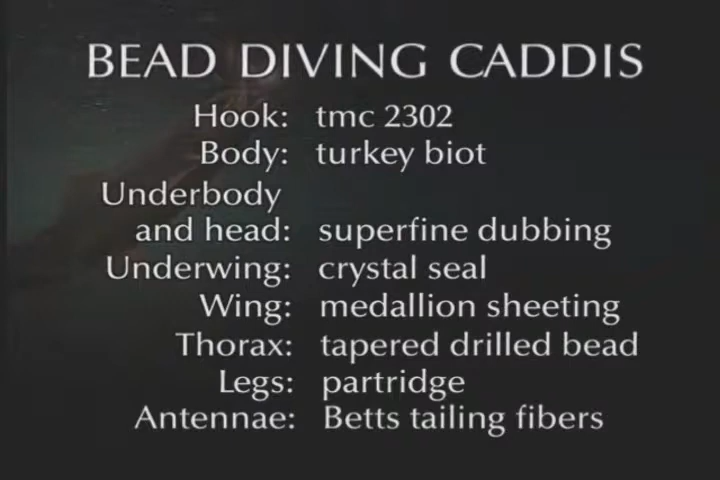 BEAD DIVING CADDIS
Hook: tmc 2302
Body: turkey biot
Underbody
and head: superfine dubbing
Underwing: crystal seal
Wing: medallion sheeting
Thorax: tapered drilled bead
Legs: partridge
Antennae: Betts tailing fibers